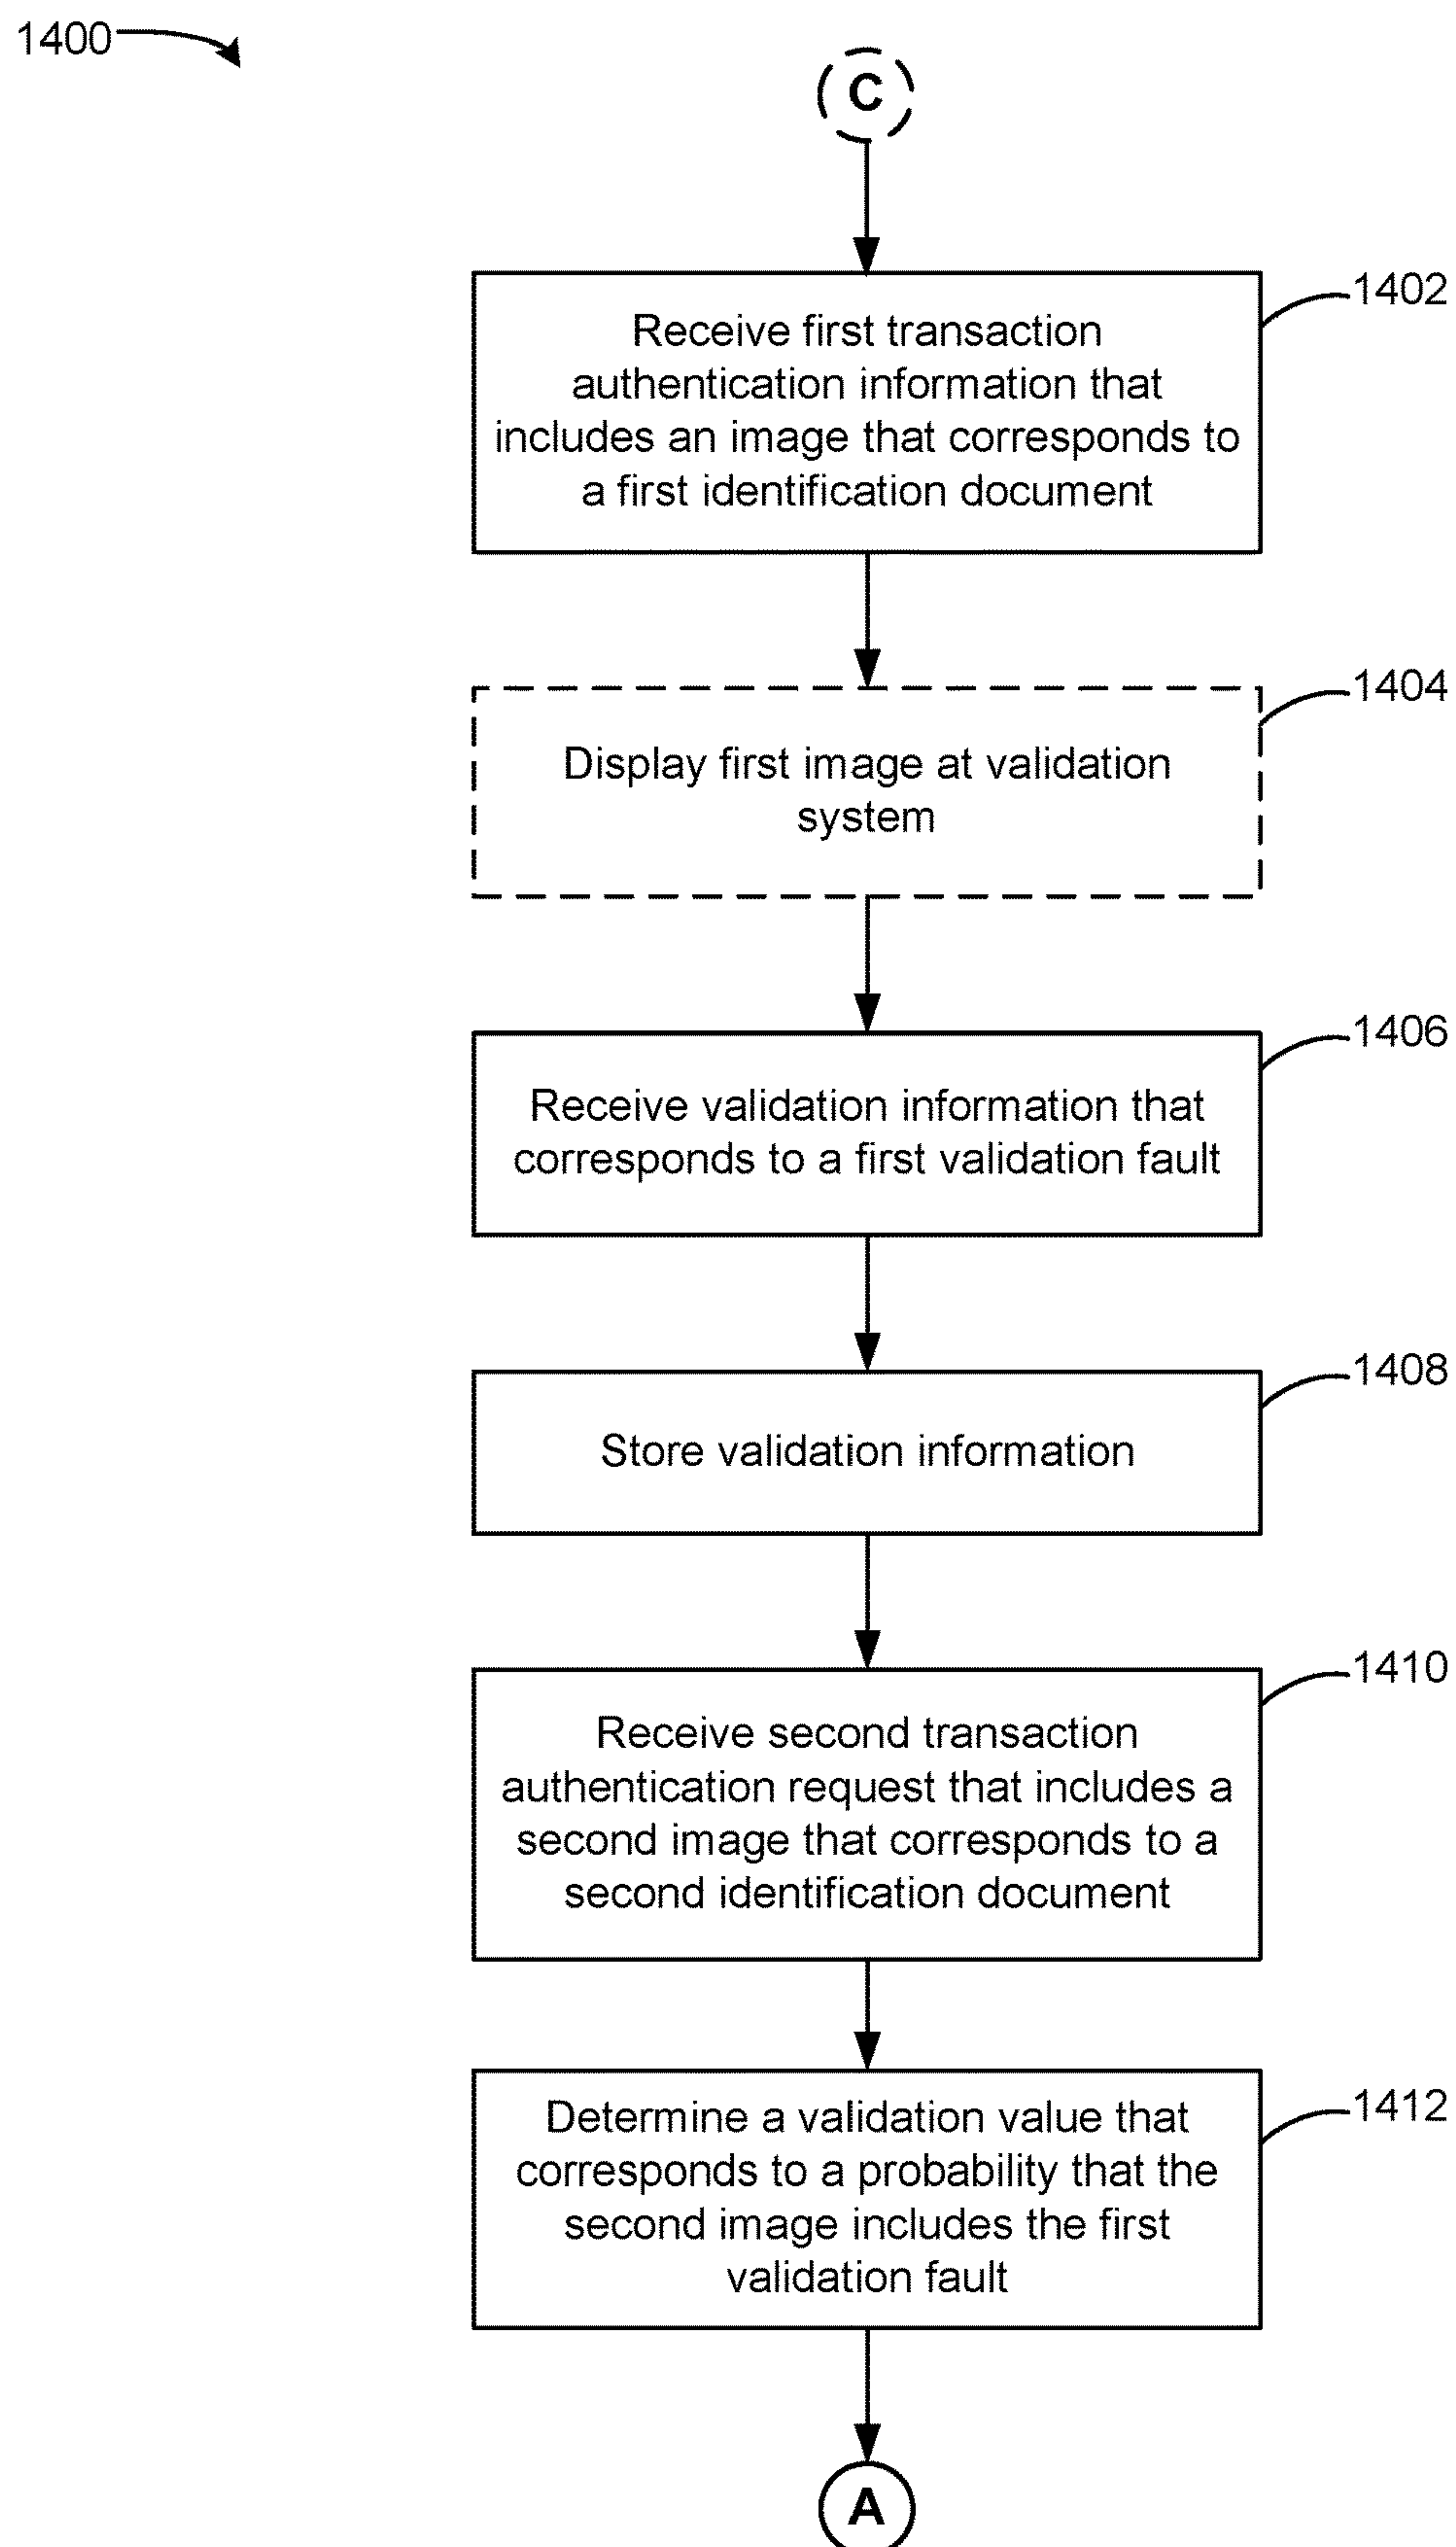 1400
C
1402
Receive first transaction
authentication information that
includes an image that corresponds to
a first identification document
1404
Display first image at validation
system
1406
Receive validation information that
corresponds to a first validation fault
1408
Store validation information
1410
Receive second transaction
authentication request that includes a
second image that corresponds to a
second identification document
1412
Determine a validation value that
corresponds to a probability that the
second image includes the first
validation fault
A